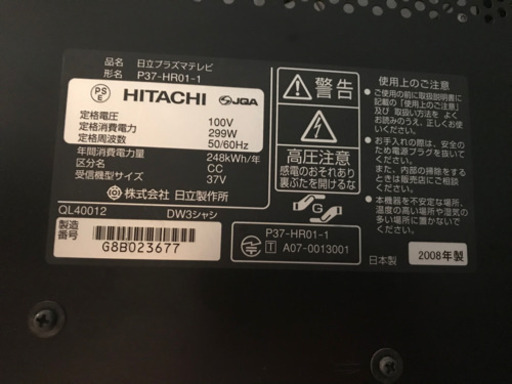 品名 日立プラズマテレビ
形名 P37-HR01-1
PS
E
HITACHI
JQA
定格電圧 100V
定格消費電力 299W
定格周波数 50/60Hz
年間消費電力量 248kWh/年
区分名 CC
受信機型サイズ 37V
株式会社 日立製作所
QL40012 DW3シャシ
製造
番号
G8B023677
警告
高圧注意
感電のおそれあり
裏ぶたを開けるな
G
P37-HR01-1
T A07-0013001
使用上のご注意
●ご使用の前に取扱説明書に
記載の「使用上のご注意」及び
取扱い方法を よく
お読みのうえ、正しくご使用
ください。
●お手入れの際は、安全の
ため電源プラグを抜いて
ください。
また、内部の掃除をする
ときは販売店にご相談
ください。
●本機器を不安定な場所、
温度の高い場所や湿気の
多い場所に置かないで
ください。
日本製
2008年製